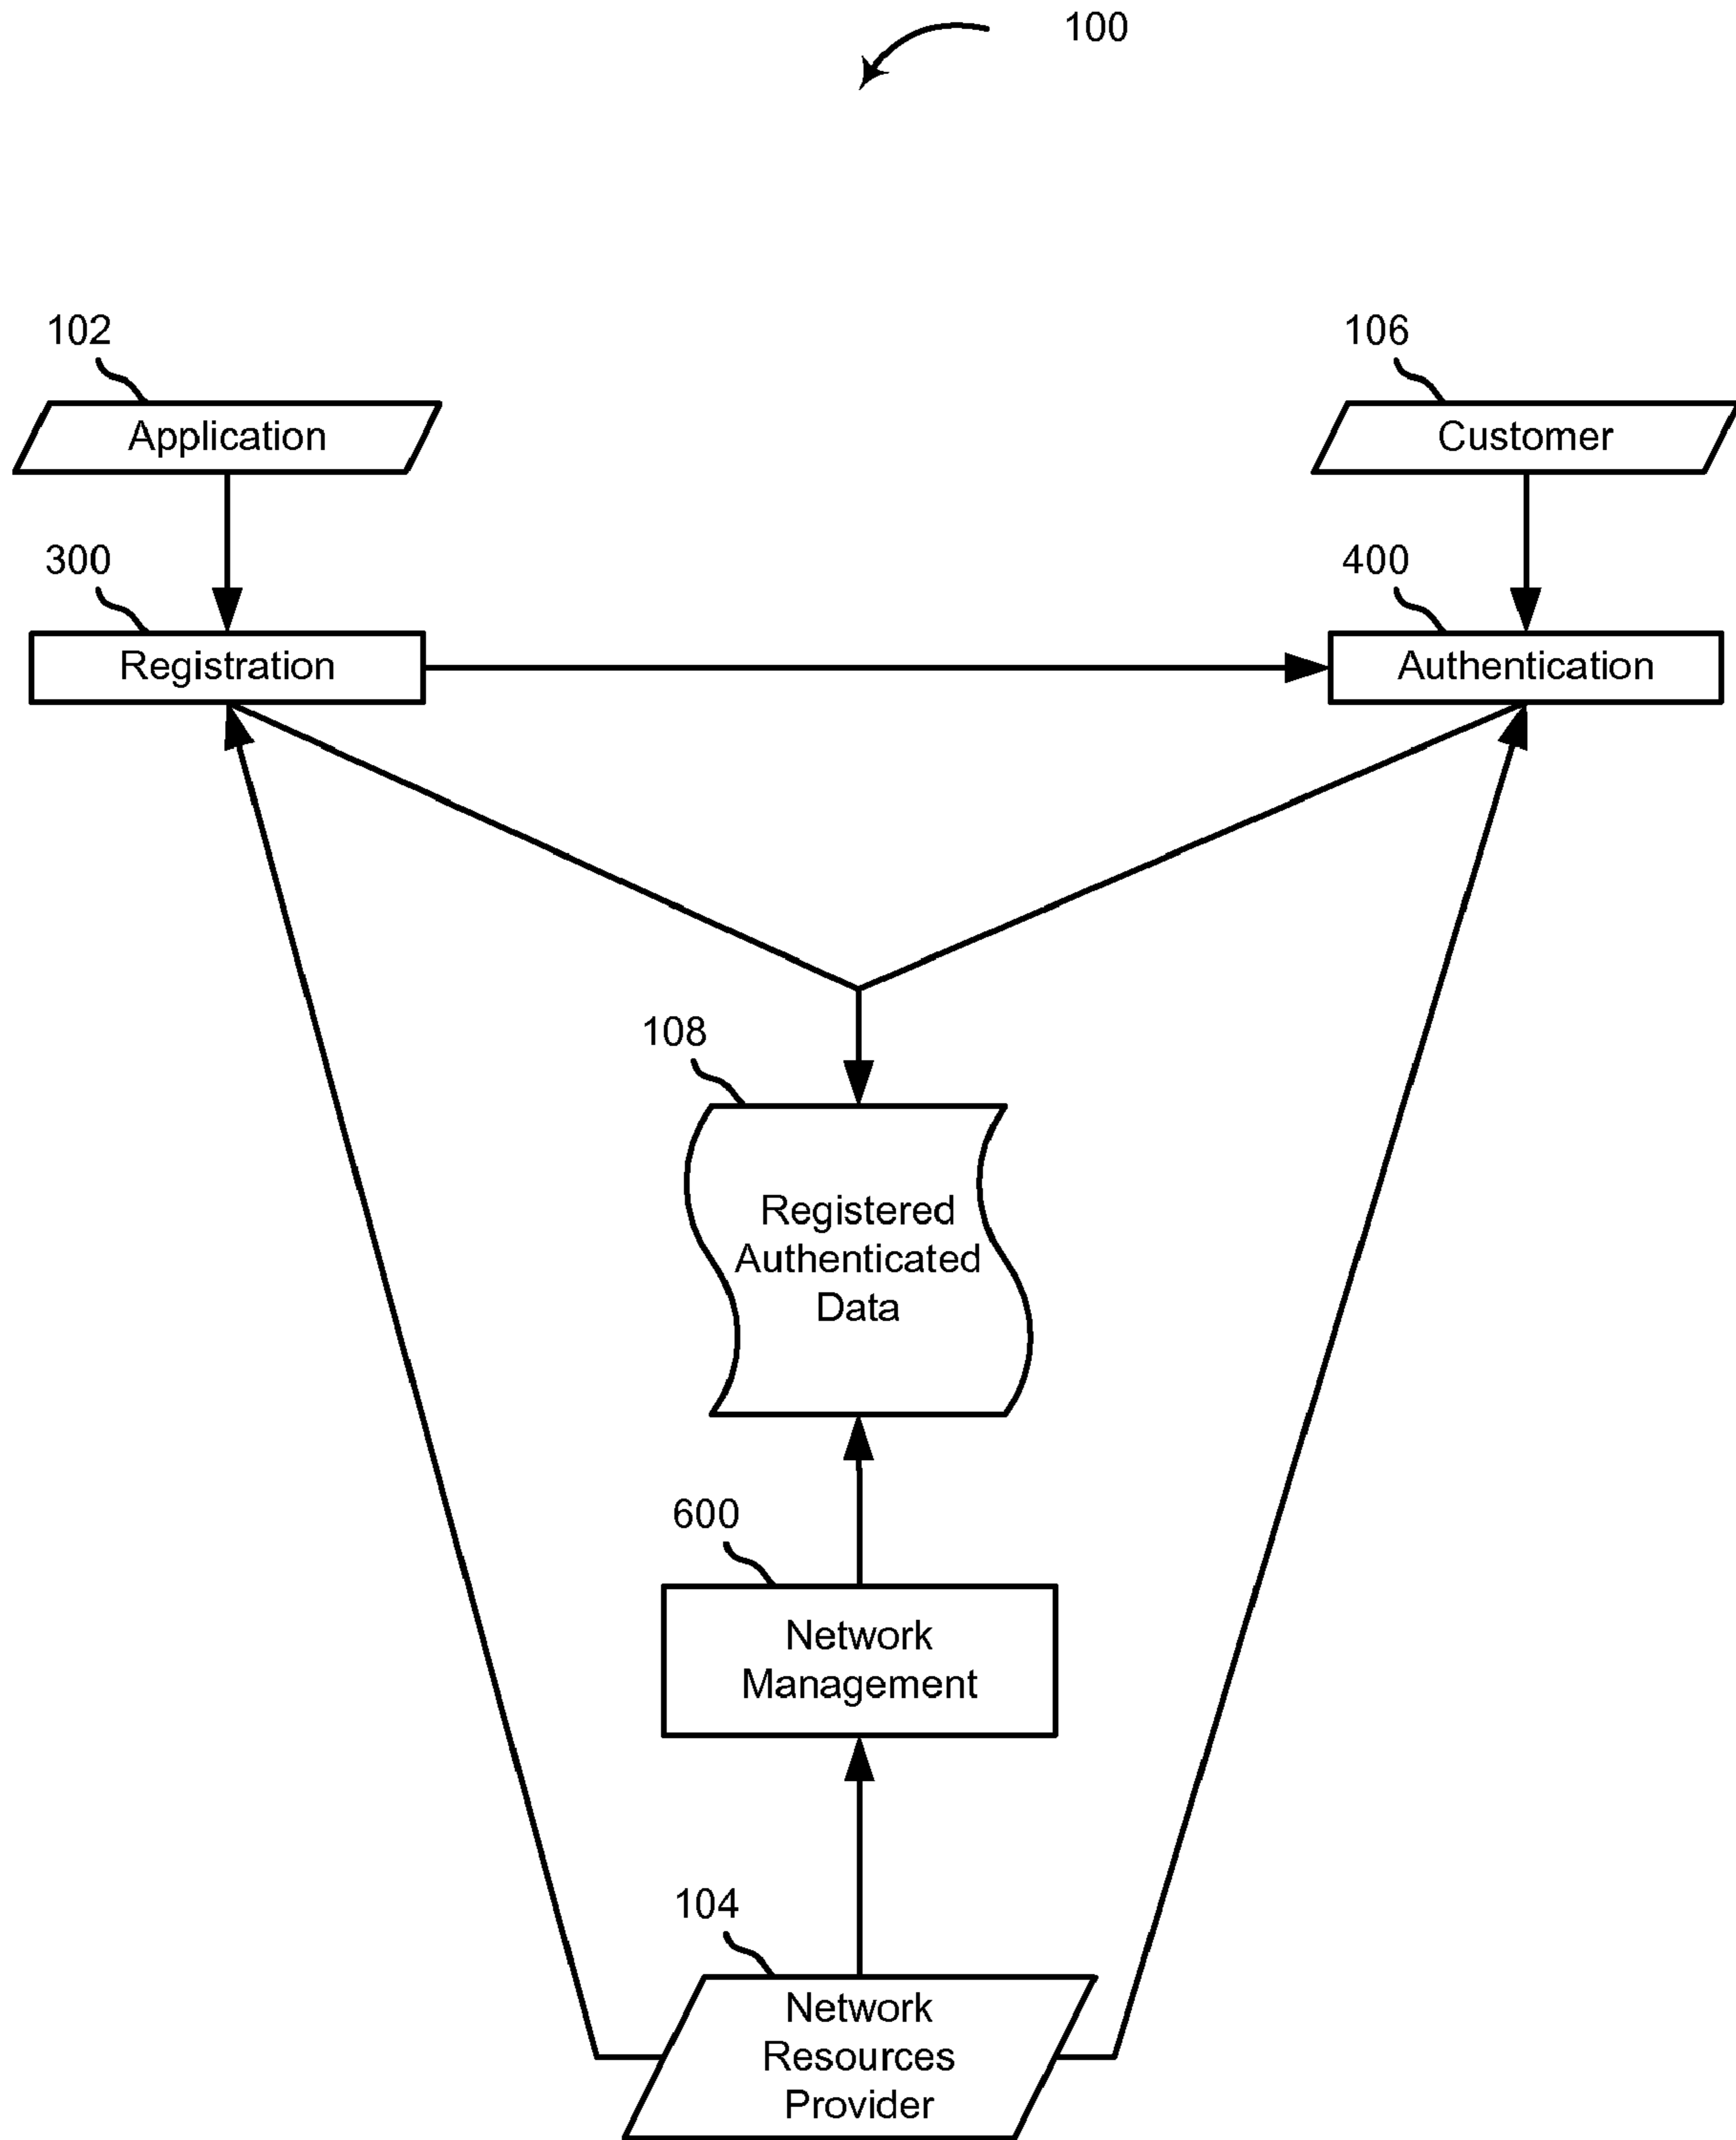 100
102
106
Application
Customer
300
400
Registration
Authentication
108
Registered
Authenticated
Data
600
Network
Management
104
Network
Resources
Provider